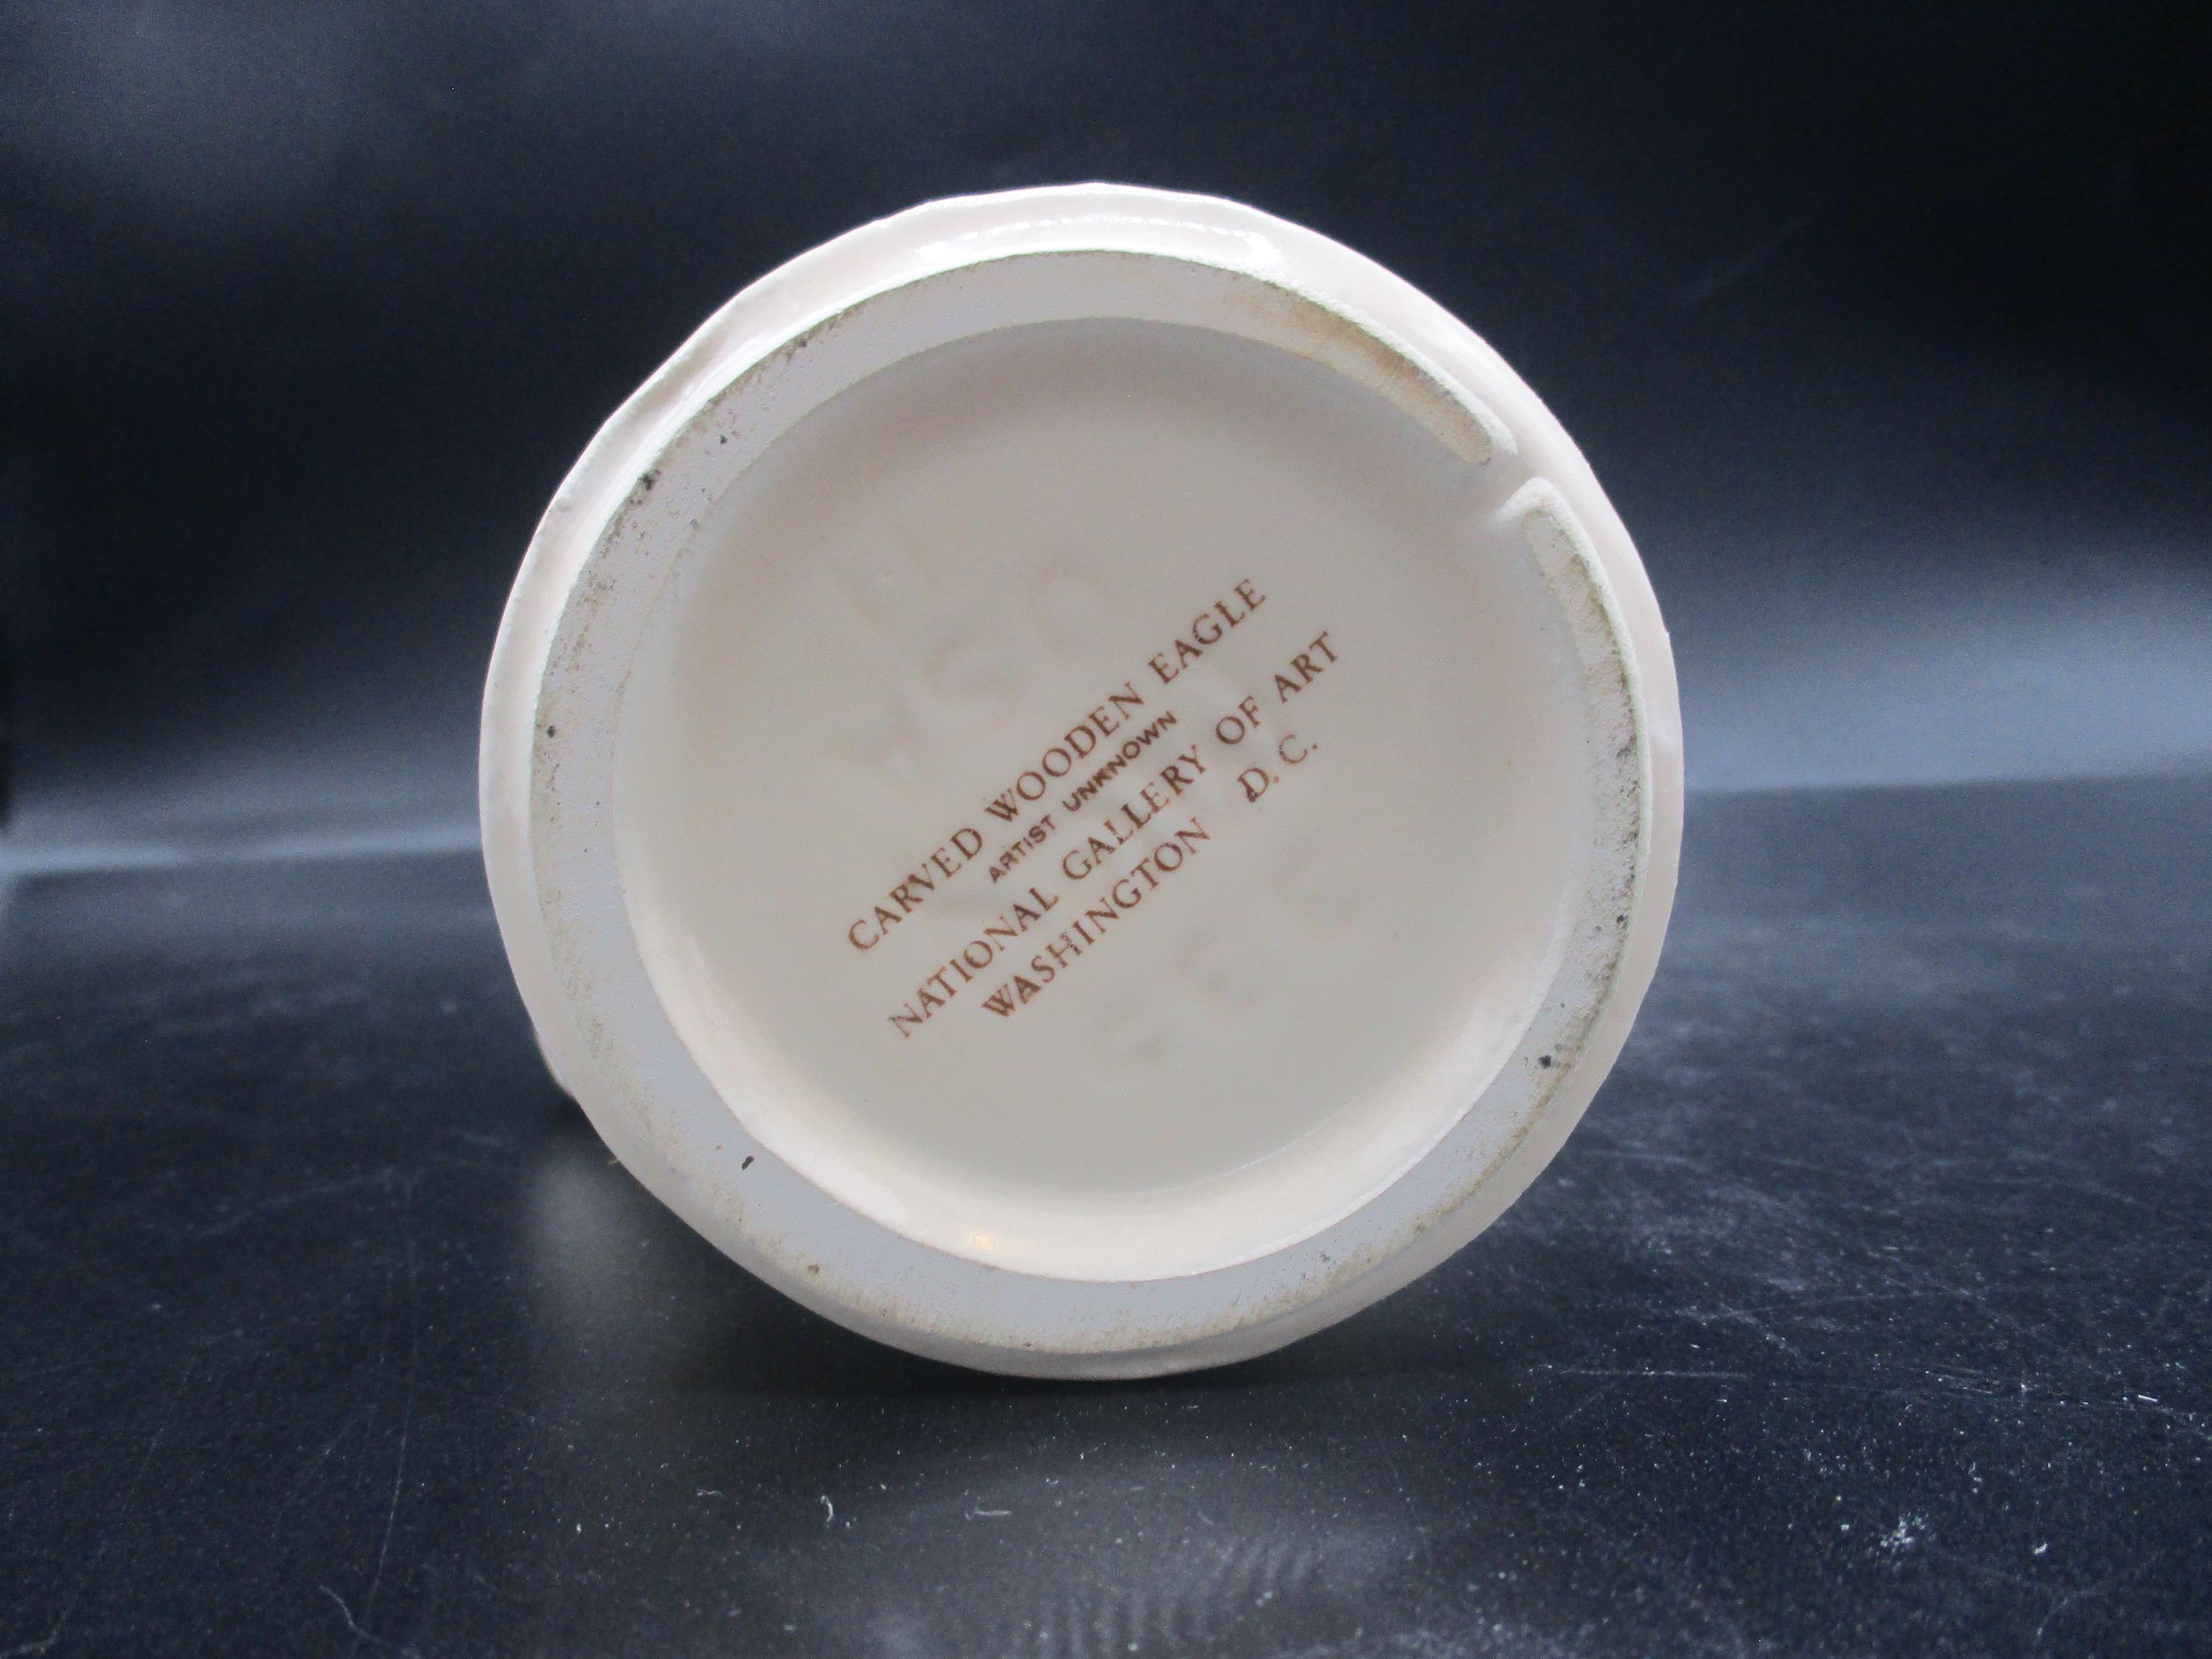 CARVED WOODEN EAGLE
ARTIST UNKNOWN
NATIONAL GALLERY OF ART
WASHINGTON D. C.